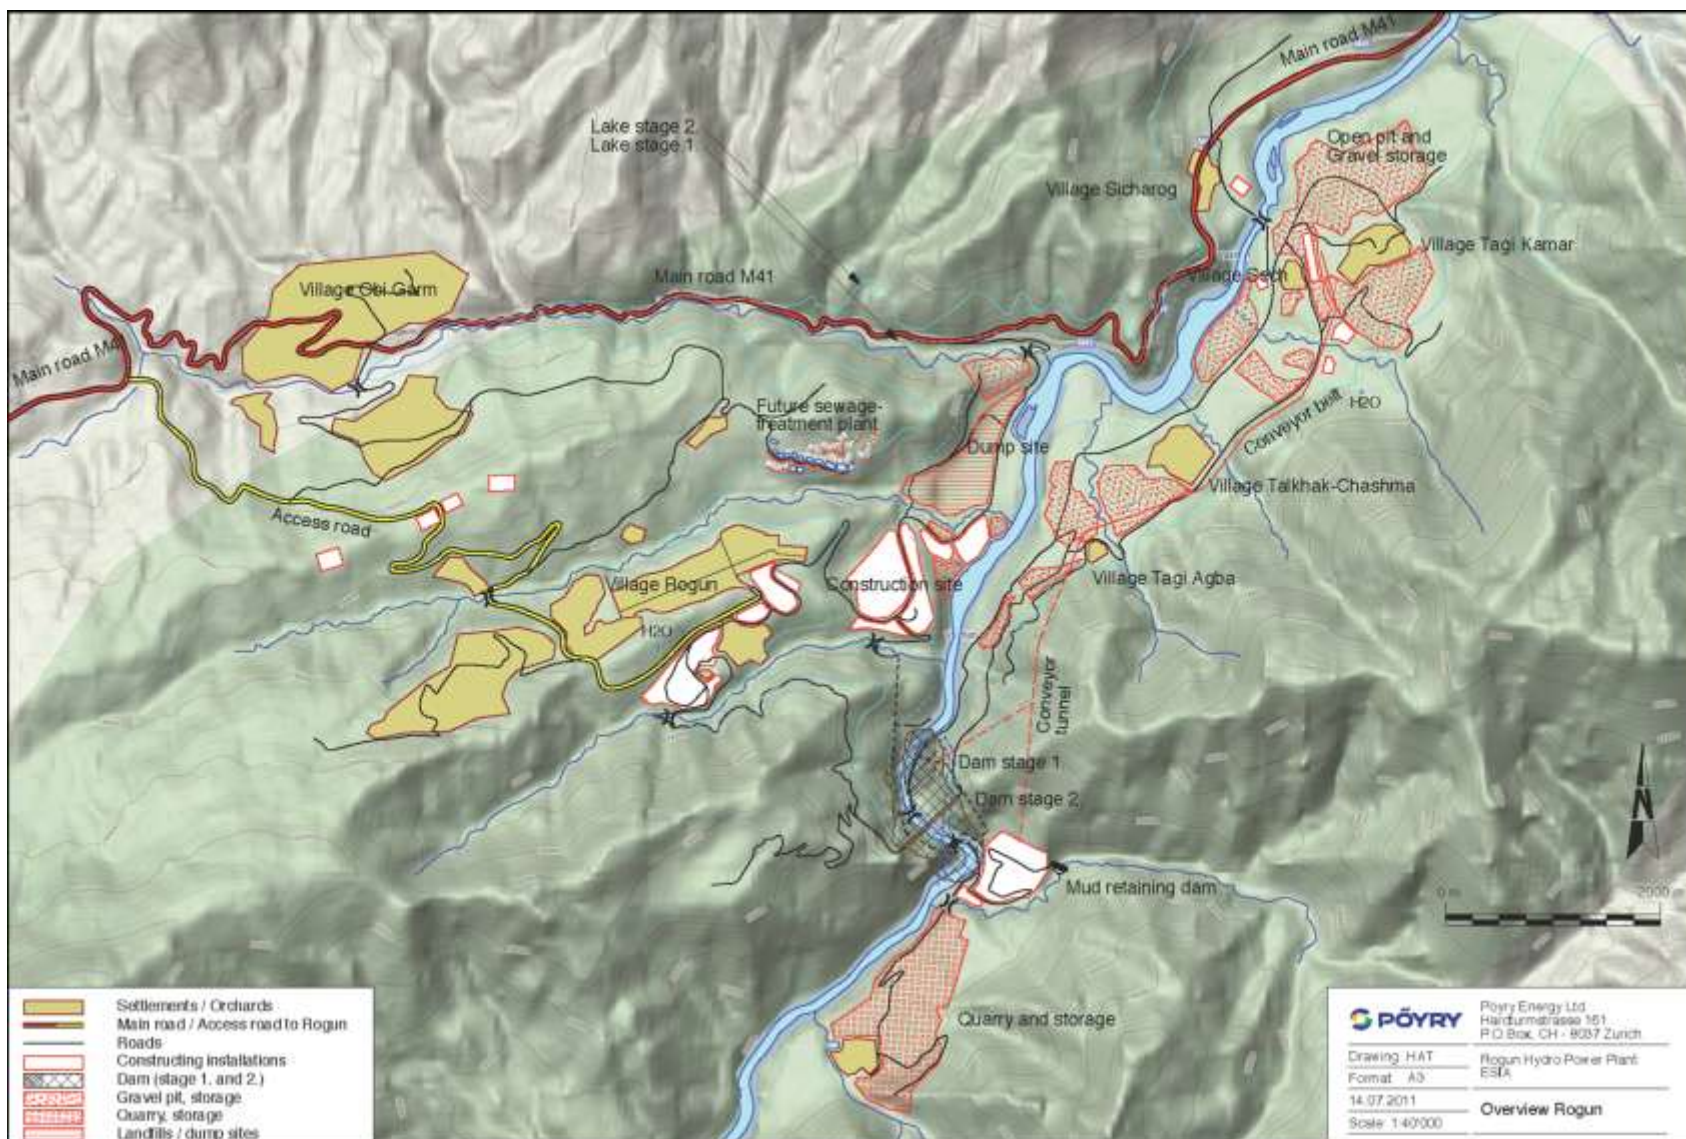 Main road M41
Lake stage 2
Lake stage 1
Open pit and
Gravel storage
Village Sicharog
Village Tagi Kamar
Village Sech
Main road M41
Village Obi Garm
Main road M41
Future sewage-
treatment plant
H2O
Conveyor belt
Dump site
Village Talkhak-Chashma
Access road
Village Rogun
Construction site
Village Tagi Agba
H2O
Conveyor
tunnel
Dam stage 1
Dam stage 2
N
Mud retaining dam
0 m
2000 m
Quarry and storage
Settlements / Orchards
Main road / Access road to Rogun
Roads
Constructing installations
Dam (stage 1. and 2.)
Gravel pit, storage
Quarry, storage
Landfills / dump sites
PÖYRY
Pöyry Energy Ltd.
Hardturmstrasse 161
P.O. Box, CH - 8037 Zurich
Drawing HAT
Format A3
14.07.2011
Scale 1:40'000
Rogun Hydro Power Plant
ESIA
Overview Rogun